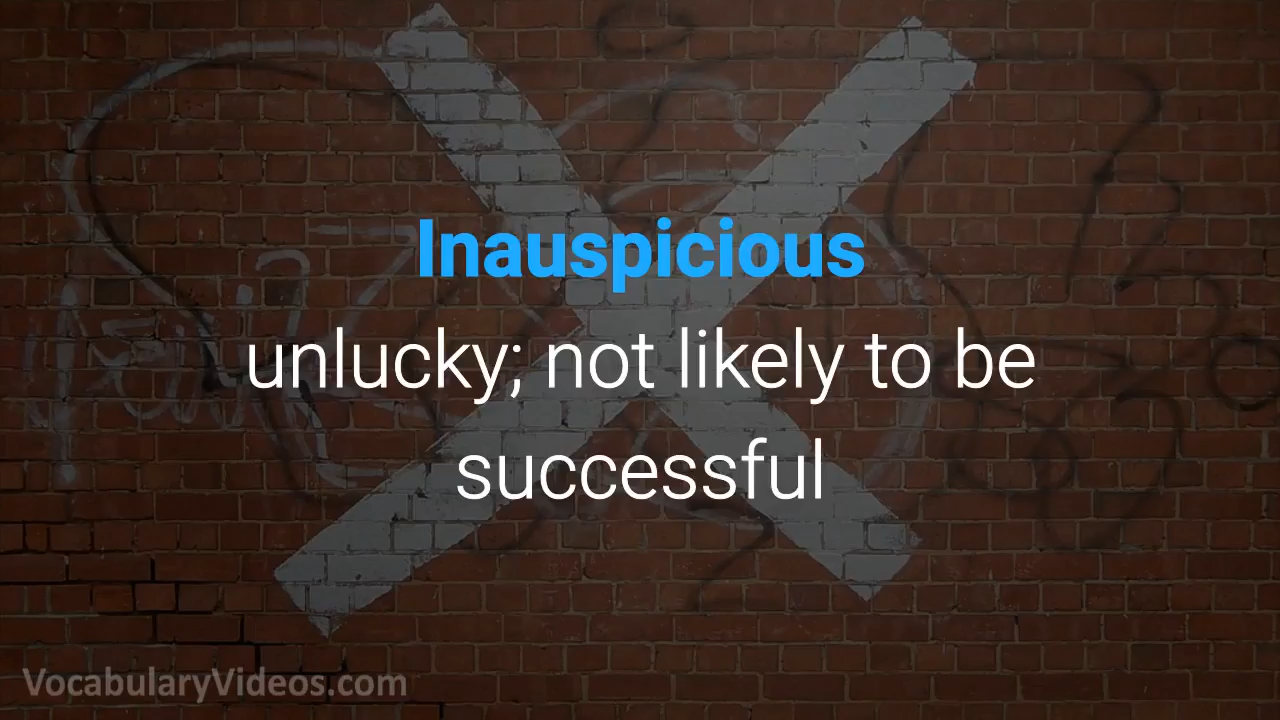 Inauspicious
unlucky; not likely to be
successful
VocabularyVideos.com